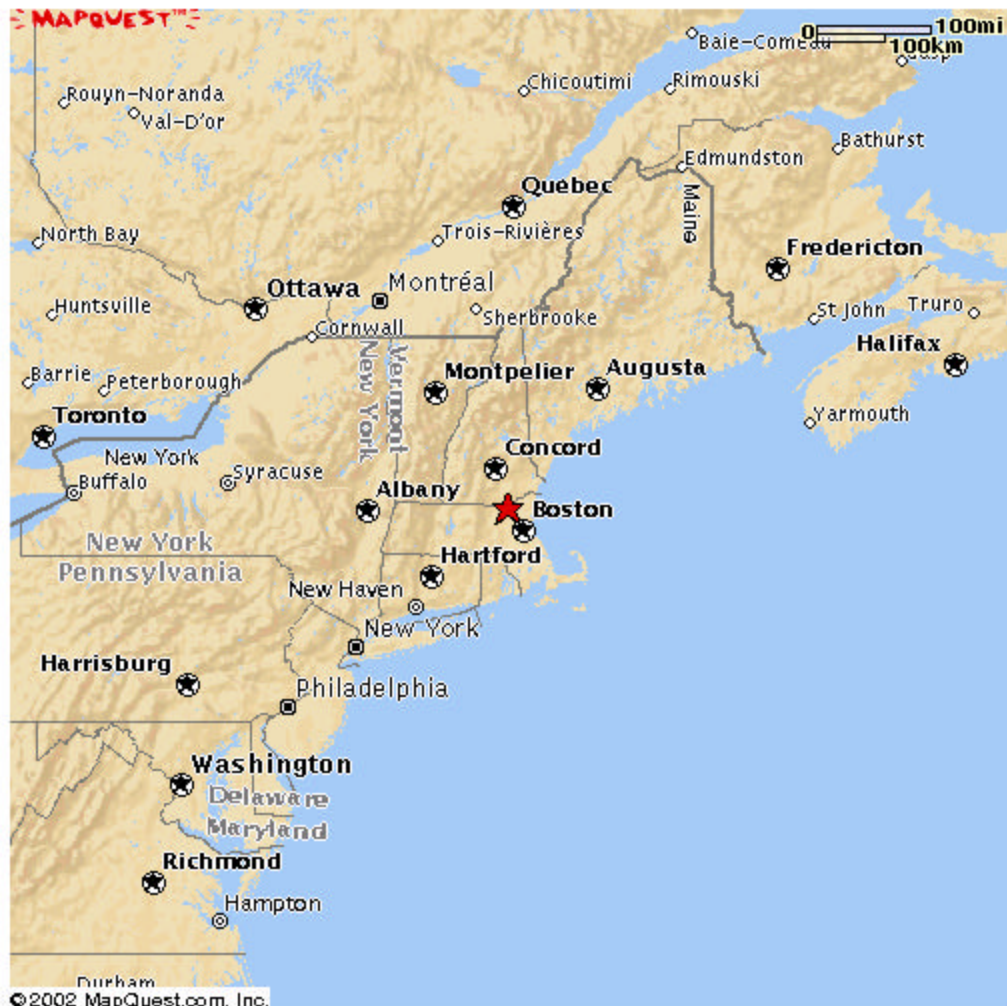 MAPQUEST™
0 100mi
100km
Baie-Comeau
Chicoutimi
Rimouski
Rouyn-Noranda
Val-D'or
Bathurst
Edmundston
Québec
Maine
Trois-Rivières
North Bay
Fredericton
Ottawa
Montréal
Huntsville
Sherbrooke
St John
Truro
Cornwall
Halifax
New York
Vermont
Montpelier
Augusta
Barrie
Peterborough
Toronto
Yarmouth
New York
Concord
Buffalo
Syracuse
Albany
Boston
New York
Hartford
Pennsylvania
New Haven
New York
Harrisburg
Philadelphia
Washington
Delaware
Maryland
Richmond
Hampton
Durham
©2002 MapQuest.com, Inc.